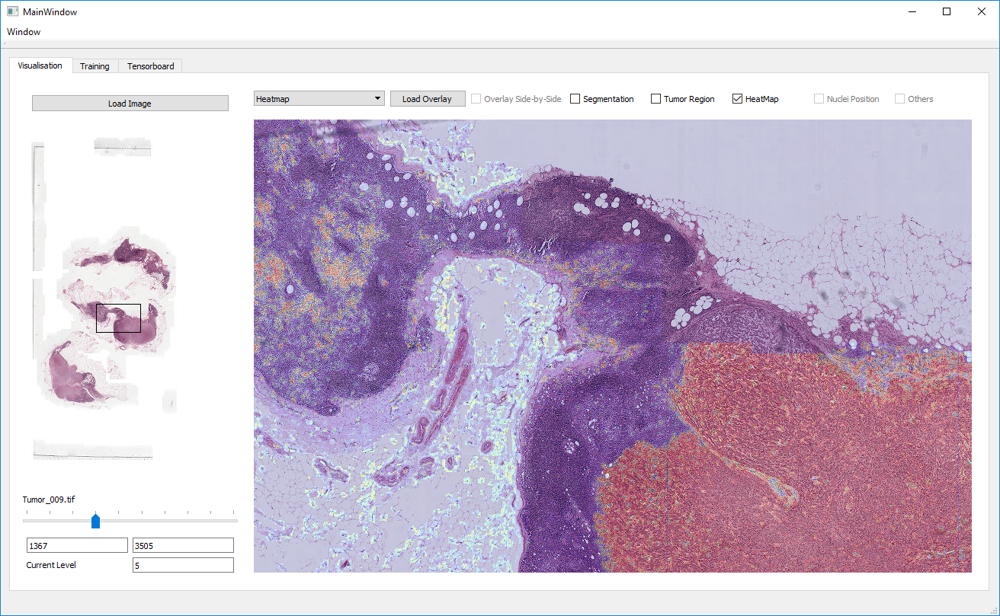 MainWindow
Window
Visualisation Training Tensorboard
Load Image
Heatmap Load Overlay Overlay Side-by-Side Segmentation Tumor Region HeatMap Nuclei Position Others
Tumor_009.tif
1367 3505
Current Level 5